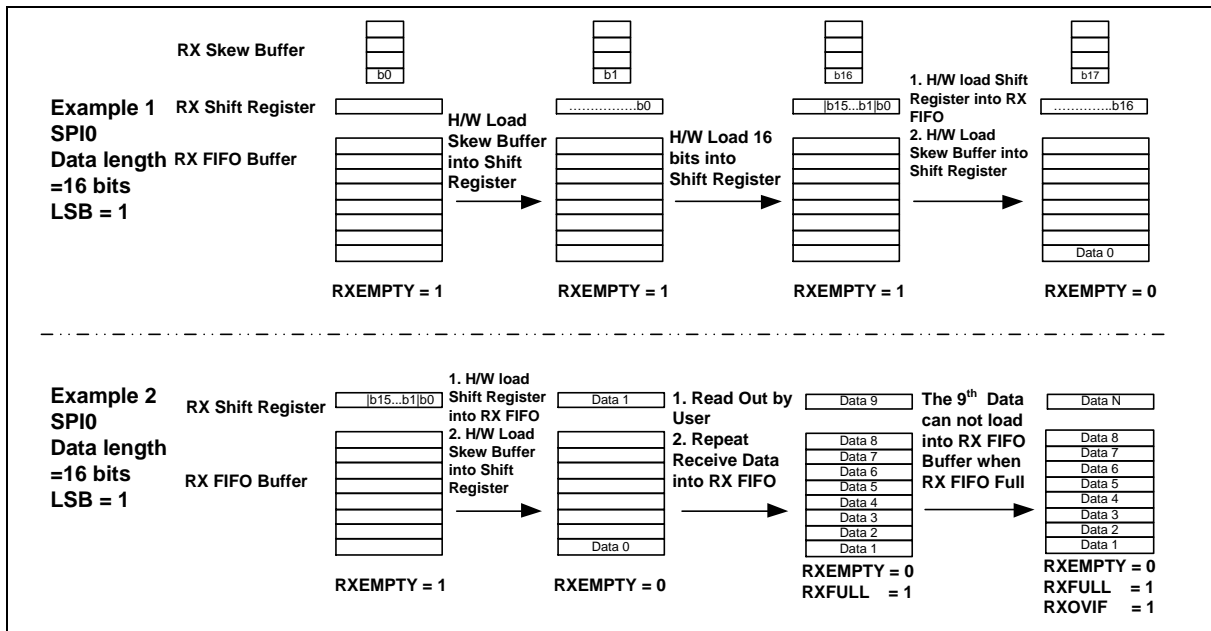 RX Skew Buffer
b0
b1
b16
b17
Example 1
SPI0
Data length
=16 bits
LSB = 1
RX Shift Register
……………b0
|b15...b1|b0
…………..b16
RX FIFO Buffer
H/W Load
Skew Buffer
into Shift
Register
H/W Load 16
bits into
Shift Register
1. H/W load Shift
Register into RX
FIFO
2. H/W Load
Skew Buffer into
Shift Register
Data 0
RXEMPTY = 1
RXEMPTY = 1
RXEMPTY = 1
RXEMPTY = 0
Example 2
SPI0
Data length
=16 bits
LSB = 1
RX Shift Register
|b15...b1|b0
Data 1
Data 9
Data N
RX FIFO Buffer
1. H/W load
Shift Register
into RX FIFO
2. H/W Load
Skew Buffer
into Shift
Register
Data 0
1. Read Out by
User
2. Repeat
Receive Data
into RX FIFO
Data 8
Data 7
Data 6
Data 5
Data 4
Data 3
Data 2
Data 1
The 9th Data
can not load
into RX FIFO
Buffer when
RX FIFO Full
Data 8
Data 7
Data 6
Data 5
Data 4
Data 3
Data 2
Data 1
RXEMPTY = 1
RXEMPTY = 0
RXEMPTY = 0
RXFULL = 1
RXEMPTY = 0
RXFULL = 1
RXOVIF = 1